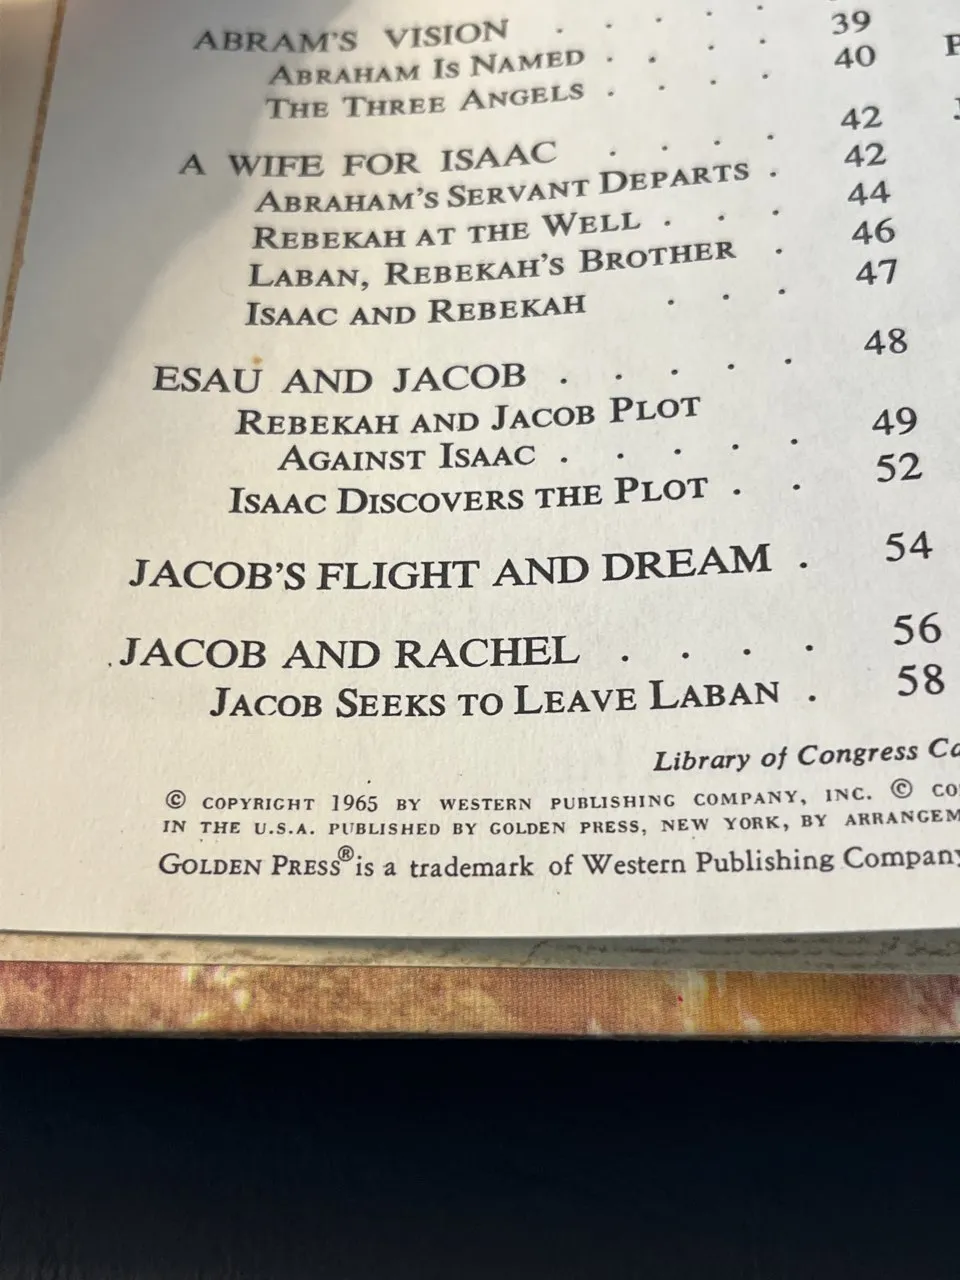 ABRAM'S VISION . . . . .
ABRAHAM IS NAMED . . . . . 39
THE THREE ANGELS . . . . 40
A WIFE FOR ISAAC . . . . 42
ABRAHAM'S SERVANT DEPARTS . 42
REBEKAH AT THE WELL . . . 44
LABAN, REBEKAH'S BROTHER . 46
ISAAC AND REBEKAH . . . 47
ESAU AND JACOB . . . . . 48
REBEKAH AND JACOB PLOT
AGAINST ISAAC . . . . . 49
ISAAC DISCOVERS THE PLOT . . 52
JACOB'S FLIGHT AND DREAM . 54
JACOB AND RACHEL . . . . 56
JACOB SEEKS TO LEAVE LABAN . 58
Library of Congress
© COPYRIGHT 1965 BY WESTERN PUBLISHING COMPANY, INC. ©
IN THE U.S.A. PUBLISHED BY GOLDEN PRESS, NEW YORK, BY
GOLDEN PRESS® is a trademark of Western Publishing Company